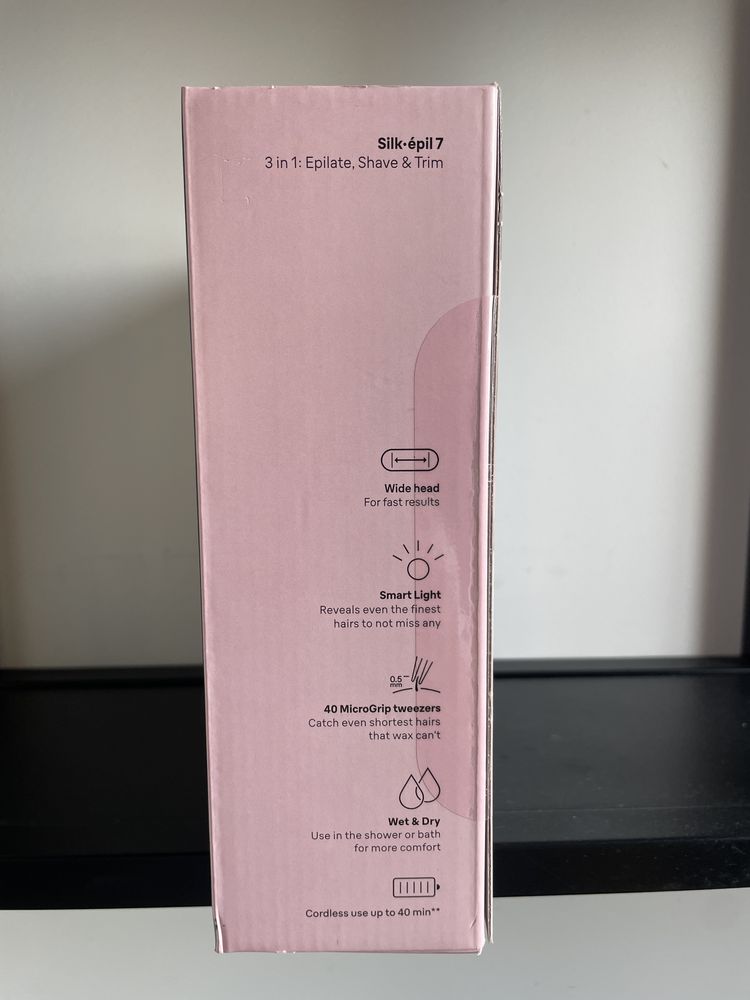 Silk·épil 7
3 in 1: Epilate, Shave & Trim
Wide head
For fast results
Smart Light
Reveals even the finest
hairs to not miss any
0.5
mm
40 MicroGrip tweezers
Catch even shortest hairs
that wax can't
Wet & Dry
Use in the shower or bath
for more comfort
Cordless use up to 40 min**